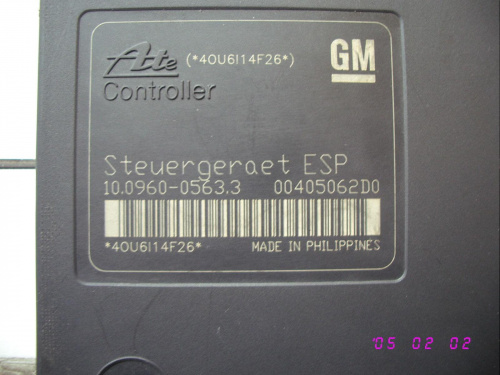 Ate (*40U6I14F26*) GM
Controller
Steuergeraet ESP
10.0960-0563.3 00405062D0
*40U6I14F26* MADE IN PHILIPPINES
'05 02 02